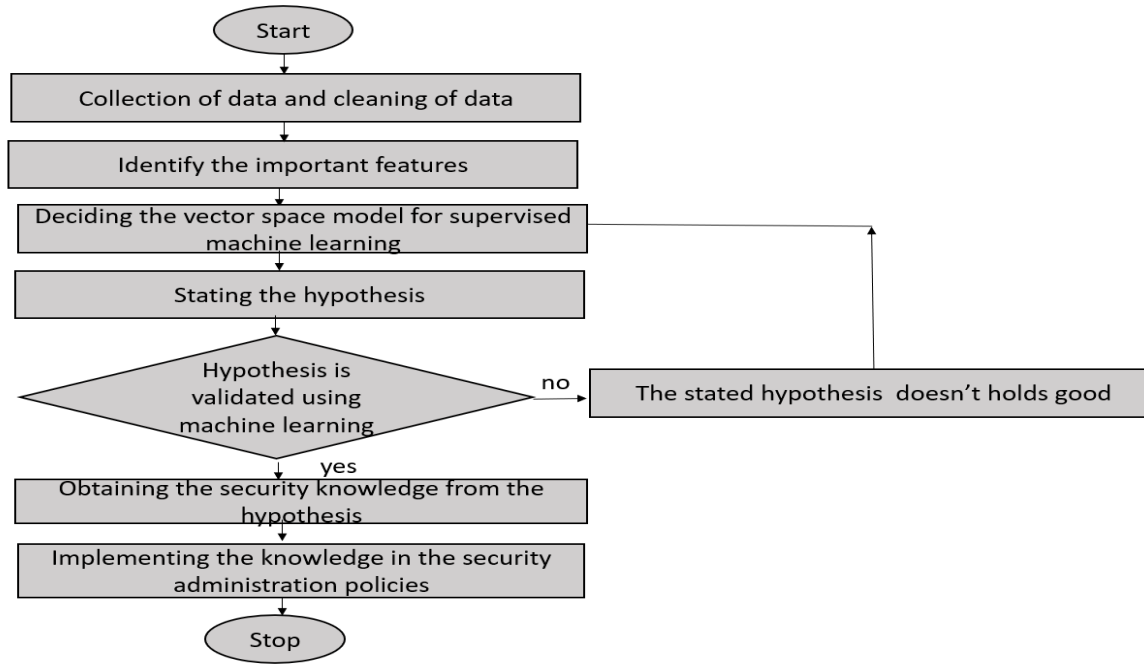 Start
Collection of data and cleaning of data
Identify the important features
Deciding the vector space model for supervised
machine learning
Stating the hypothesis
Hypothesis is
validated using
machine learning
no
The stated hypothesis  doesn’t holds good
yes
Obtaining the security knowledge from the
hypothesis
Implementing the knowledge in the security
administration policies
Stop